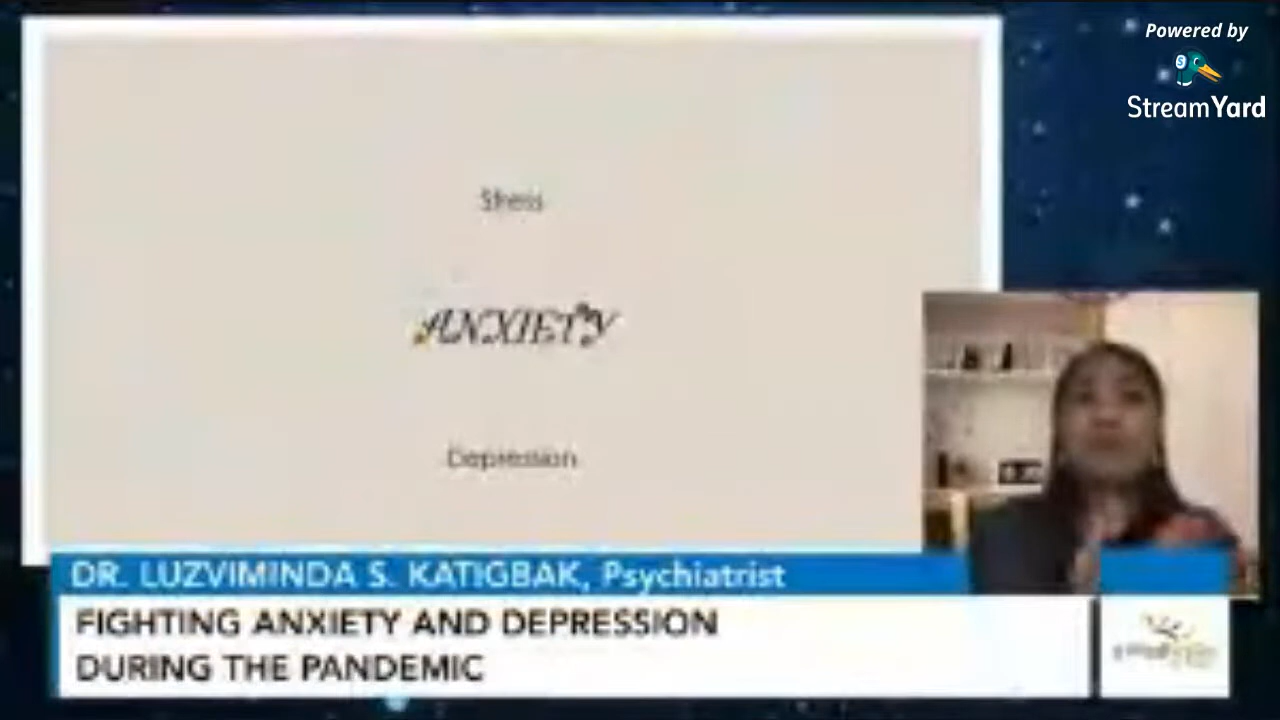 Powered by
StreamYard
Stress
ANXIETY
Depression
DR. LUZVIMINDA S. KATIGBAK, Psychiatrist
FIGHTING ANXIETY AND DEPRESSION
DURING THE PANDEMIC